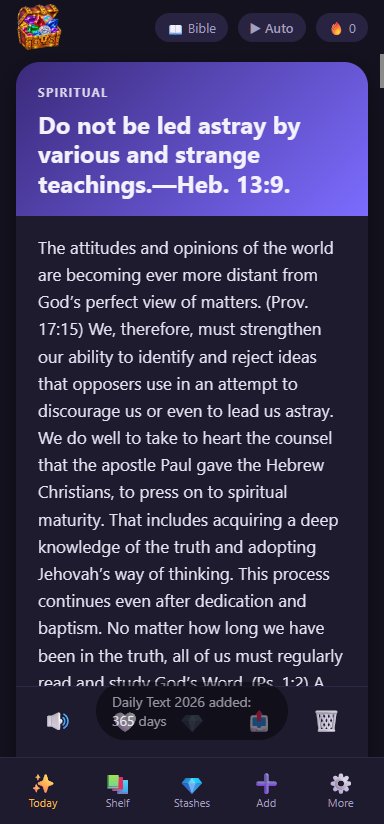 Bible
Auto
0
SPIRITUAL
Do not be led astray by
various and strange
teachings.—Heb. 13:9.
The attitudes and opinions of the world
are becoming ever more distant from
God’s perfect view of matters. (Prov.
17:15) We, therefore, must strengthen
our ability to identify and reject ideas
that opposers use in an attempt to
discourage us or even to lead us astray.
We do well to take to heart the counsel
that the apostle Paul gave the Hebrew
Christians, to press on to spiritual
maturity. That includes acquiring a deep
knowledge of the truth and adopting
Jehovah’s way of thinking. This process
continues even after dedication and
baptism. No matter how long we have
been in the truth, all of us must regularly
read and study God’s Word. (Ps. 1:2) A
Daily Text 2026 added:
365 days
Today
Shelf
Stashes
Add
More